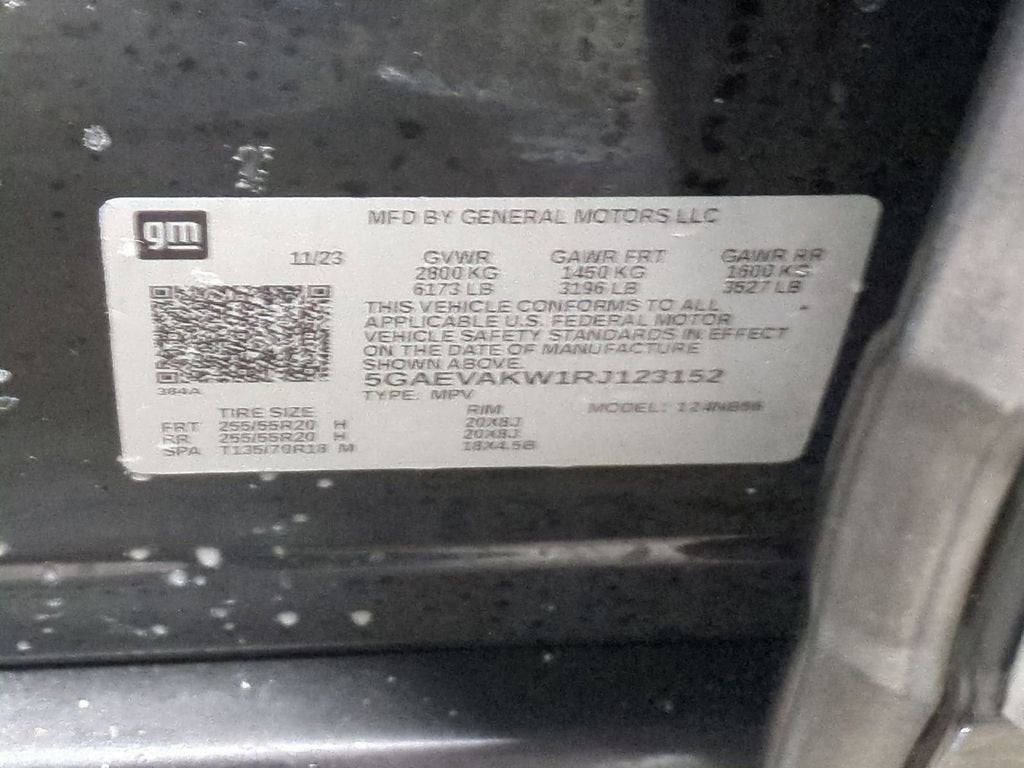 gm
MFD BY GENERAL MOTORS LLC
11/23 GVWR GAWR FRT GAWR RR
2800 KG 1450 KG 1600 KG
6173 LB 3196 LB 3527 LB
THIS VEHICLE CONFORMS TO ALL
APPLICABLE U.S. FEDERAL MOTOR
VEHICLE SAFETY STANDARDS IN EFFECT
ON THE DATE OF MANUFACTURE
SHOWN ABOVE.
5GAEVAKW1RJ123152
384A TYPE: MPV
TIRE SIZE RIM MODEL:
FRT 255/55R20 H 20X8J
RR 255/55R20 H 20X8J
SPA T135/70R18 M 18X4.5B